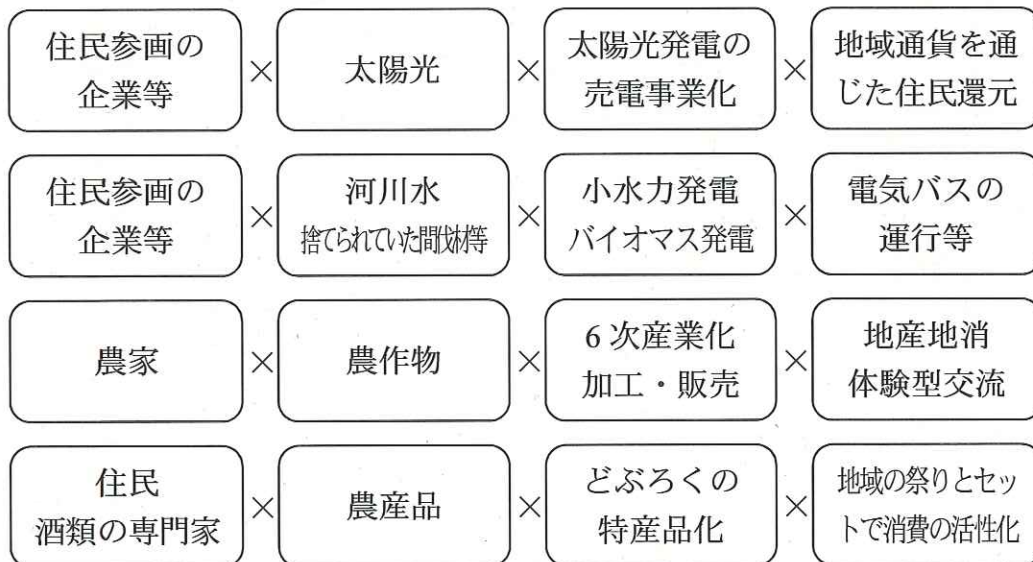 住民参画の
企業等
×
太陽光
×
太陽光発電の
売電事業化
×
地域通貨を通
じた住民還元
住民参画の
企業等
×
河川水
捨てられていた間伐材等
×
小水力発電
バイオマス発電
×
電気バスの
運行等
農家
×
農作物
×
6次産業化
加工・販売
×
地産地消
体験型交流
住民
酒類の専門家
×
農産品
×
どぶろくの
特産品化
×
地域の祭りとセッ
トで消費の活性化